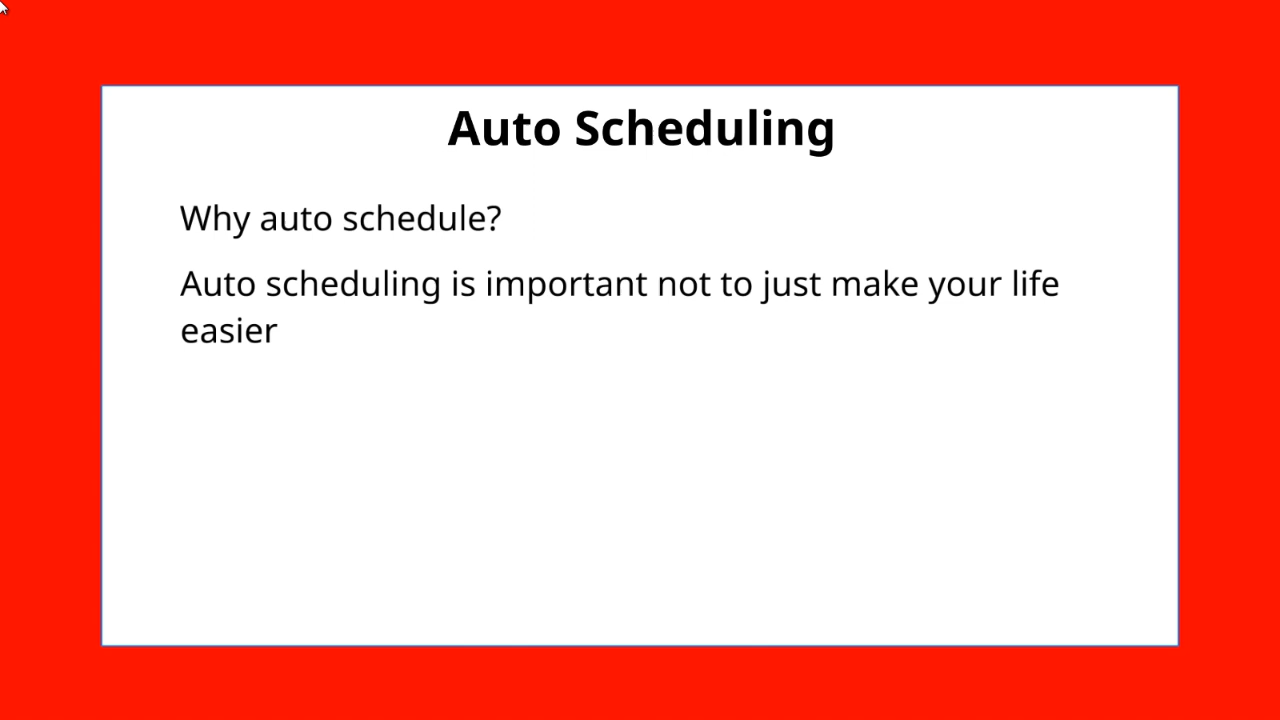 Auto Scheduling
Why auto schedule?
Auto scheduling is important not to just make your life
easier